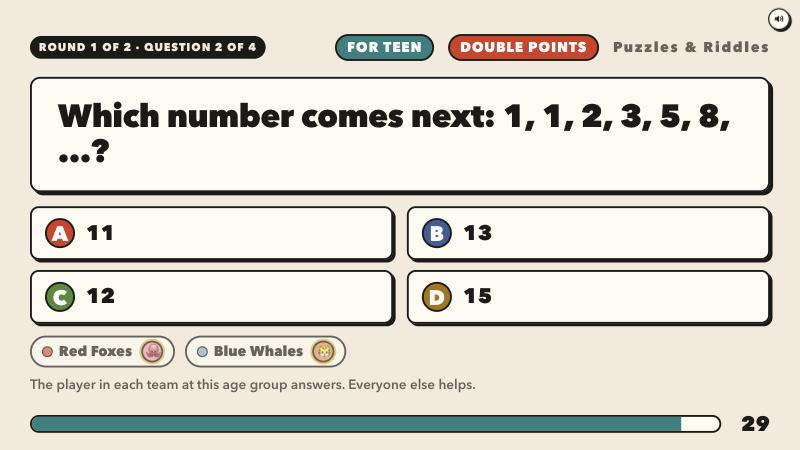 ROUND 1 OF 2 · QUESTION 2 OF 4
FOR TEEN
DOUBLE POINTS
Puzzles & Riddles
Which number comes next: 1, 1, 2, 3, 5, 8,
...?
A 11
B 13
C 12
D 15
Red Foxes
Blue Whales
The player in each team at this age group answers. Everyone else helps.
29